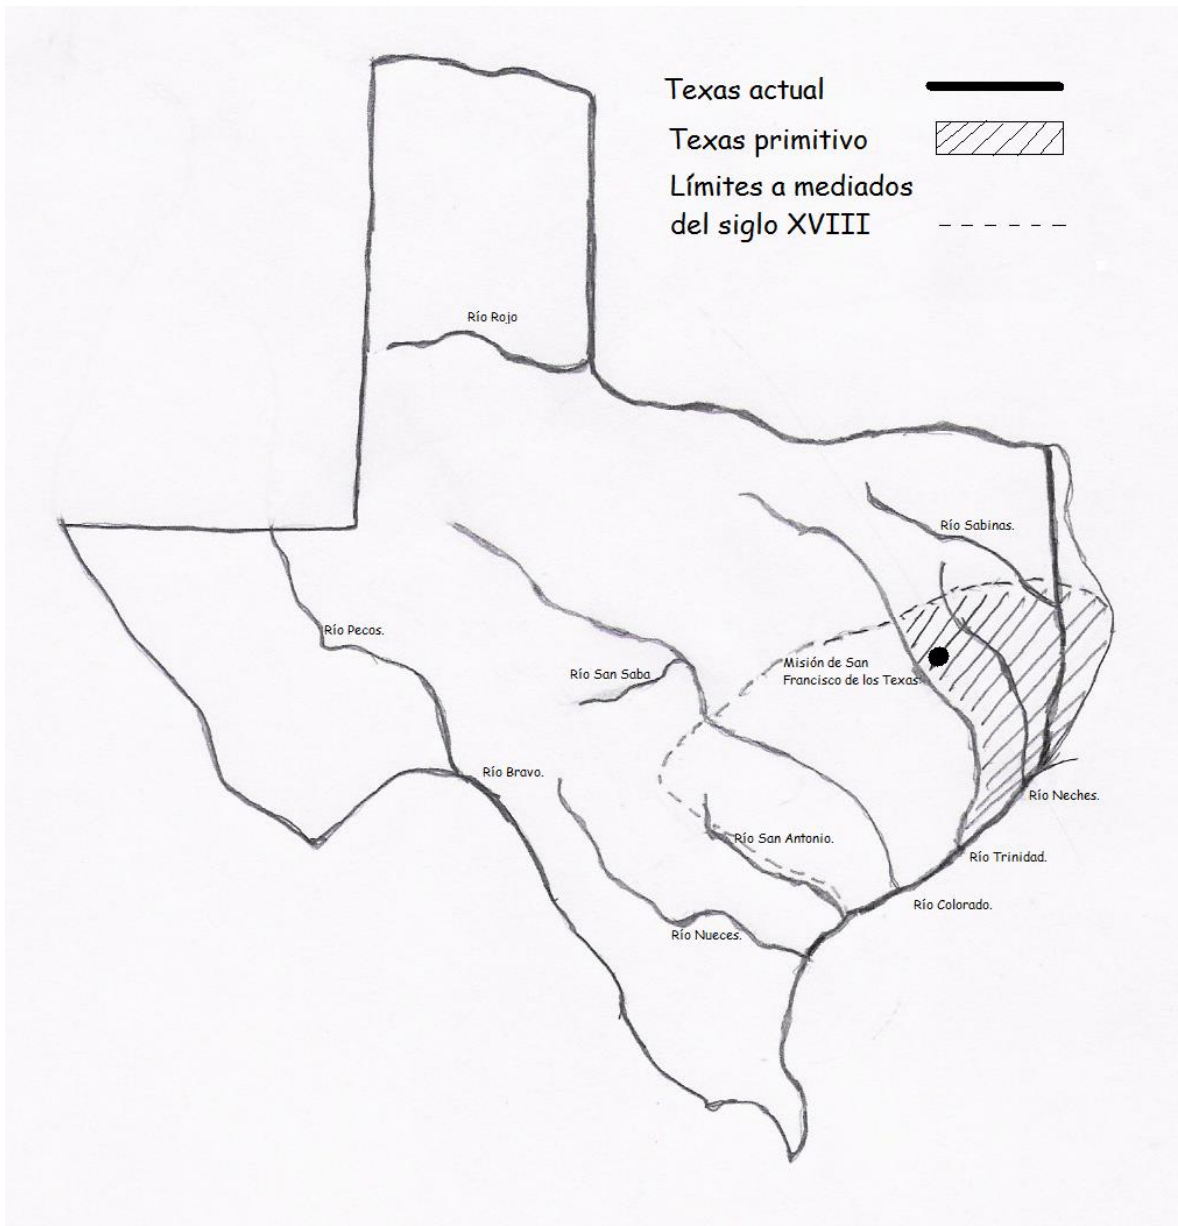 Texas actual
Texas primitivo
Límites a mediados
del siglo XVIII
Río Rojo
Río Sabinas.
Río Pecos.
Misión de San
Francisco de los Texas
Río San Saba
Río Bravo.
Río Neches.
Río San Antonio.
Río Trinidad.
Río Colorado.
Río Nueces.